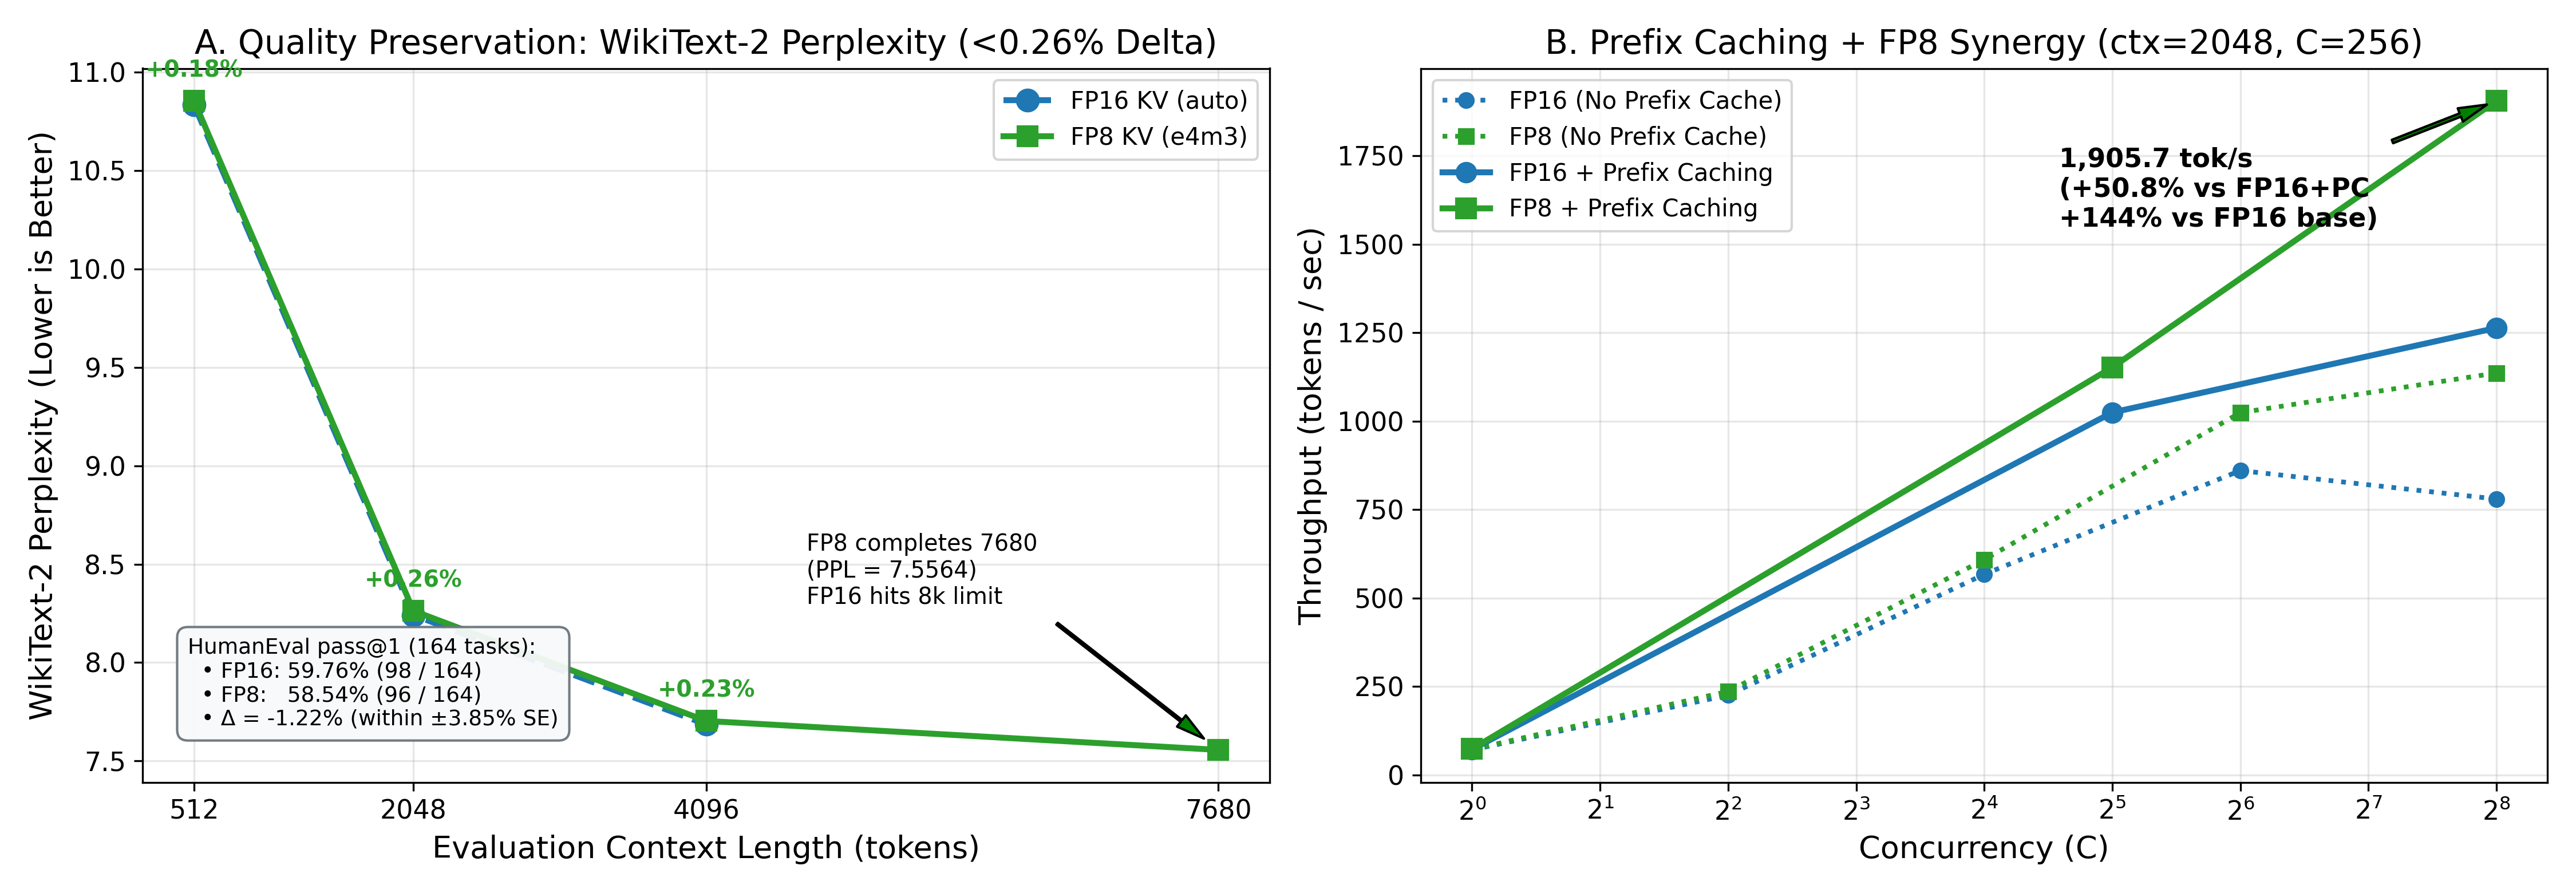 A. Quality Preservation: WikiText-2 Perplexity (<0.26% Delta)
WikiText-2 Perplexity (Lower is Better)
11.0
10.5
10.0
9.5
9.0
8.5
8.0
7.5
+0.18%
+0.26%
+0.23%
FP16 KV (auto)
FP8 KV (e4m3)
FP8 completes 7680
(PPL = 7.5564)
FP16 hits 8k limit
HumanEval pass@1 (164 tasks):
• FP16: 59.76% (98 / 164)
• FP8: 58.54% (96 / 164)
• Δ = -1.22% (within ±3.85% SE)
512 2048 4096 7680
Evaluation Context Length (tokens)
B. Prefix Caching + FP8 Synergy (ctx=2048, C=256)
Throughput (tokens / sec)
1750
1500
1250
1000
750
500
250
0
FP16 (No Prefix Cache)
FP8 (No Prefix Cache)
FP16 + Prefix Caching
FP8 + Prefix Caching
1,905.7 tok/s
(+50.8% vs FP16+PC
+144% vs FP16 base)
2⁰ 2¹ 2² 2³ 2⁴ 2⁵ 2⁶ 2⁷ 2⁸
Concurrency (C)